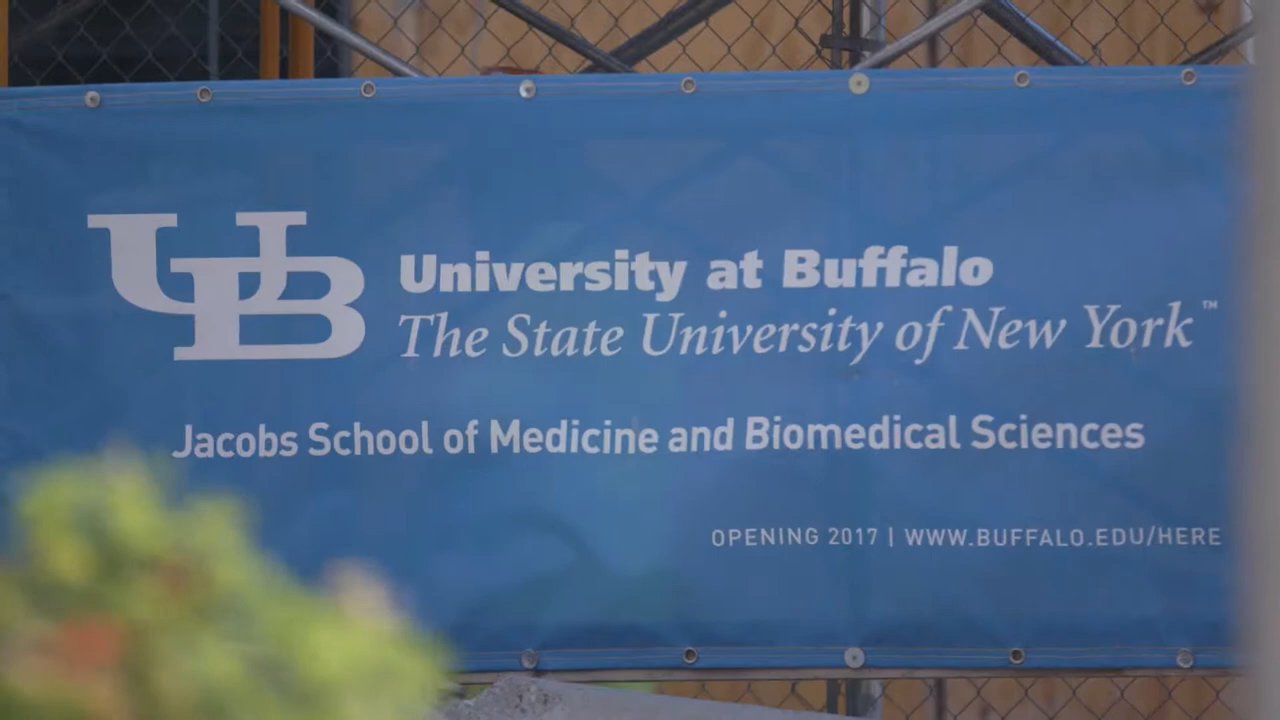 UB
University at Buffalo
The State University of New York™
Jacobs School of Medicine and Biomedical Sciences
OPENING 2017 | WWW.BUFFALO.EDU/HERE